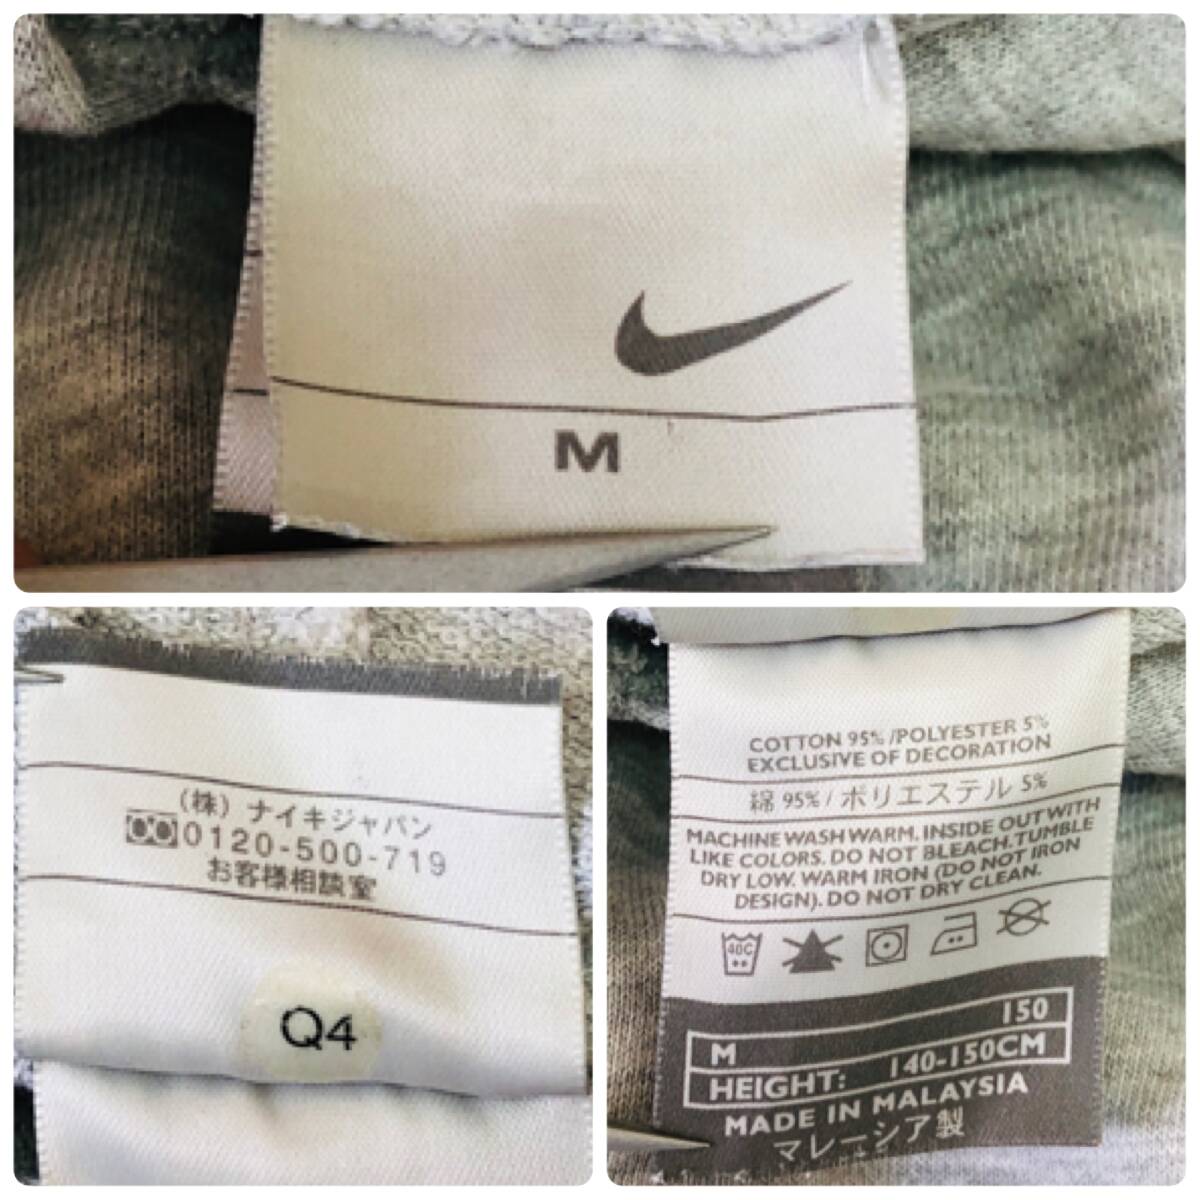 M
(株) ナイキジャパン
0120-500-719
お客様相談室
Q4
COTTON 95% /POLYESTER 5%
EXCLUSIVE OF DECORATION
綿 95% / ポリエステル 5%
MACHINE WASH WARM. INSIDE OUT WITH
LIKE COLORS. DO NOT BLEACH. TUMBLE
DRY LOW. WARM IRON (DO NOT IRON
DESIGN). DO NOT DRY CLEAN.
40C
150
M
HEIGHT: 140-150CM
MADE IN MALAYSIA
マレーシア製